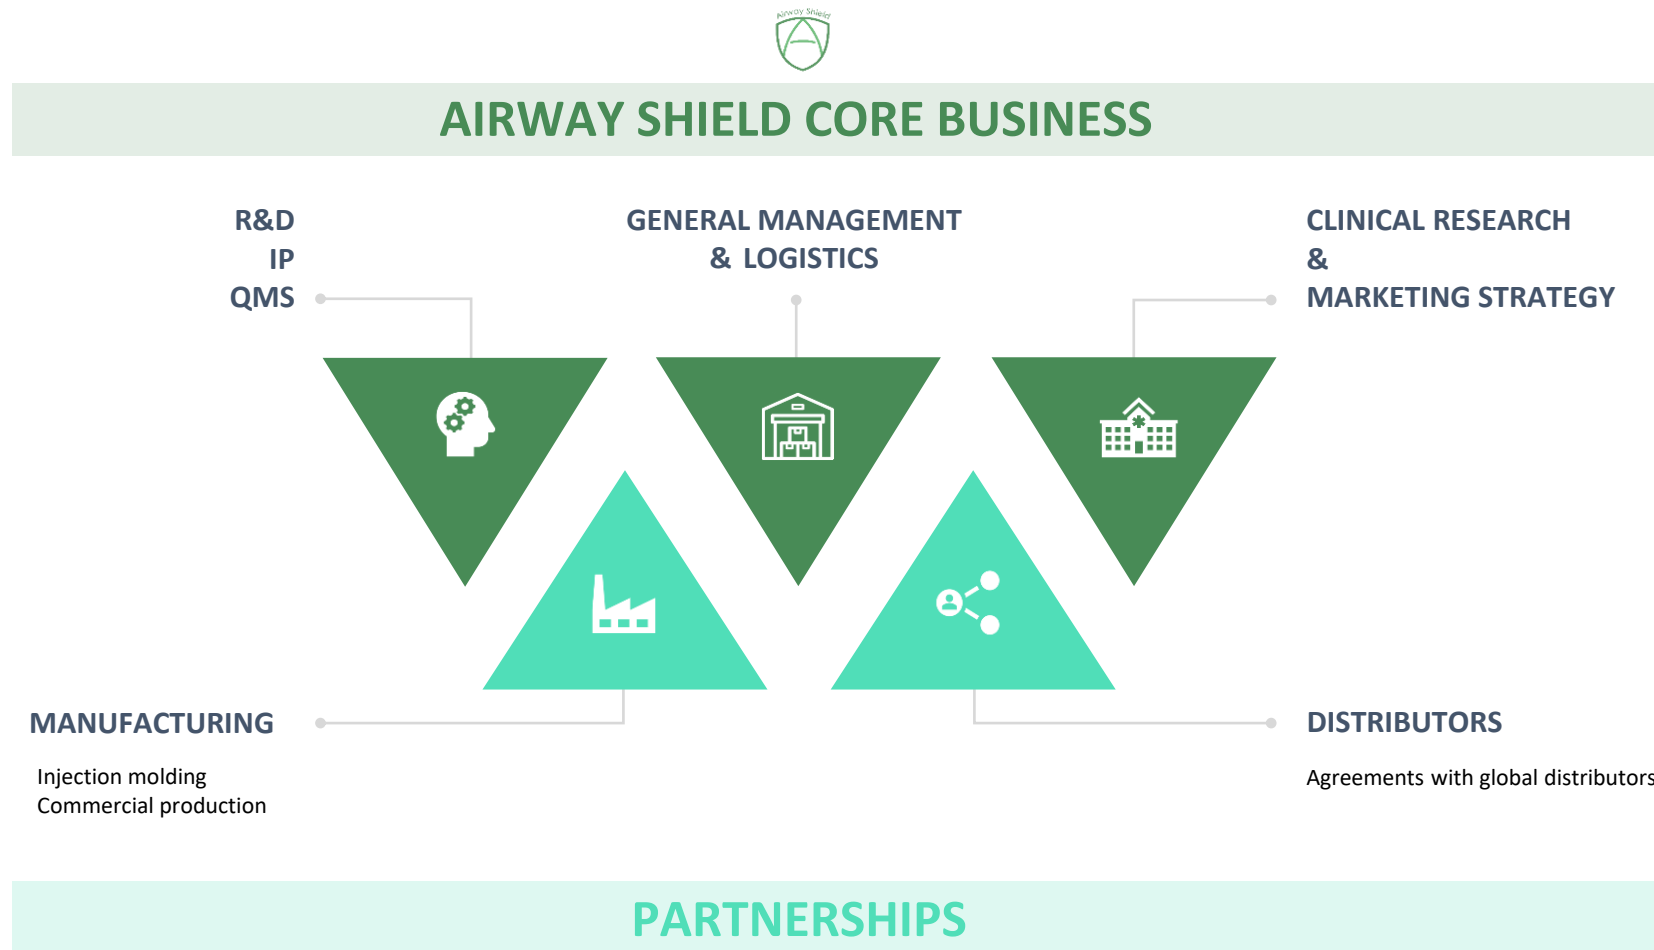 Airway Shield
AIRWAY SHIELD CORE BUSINESS
R&D
IP
QMS
GENERAL MANAGEMENT
& LOGISTICS
CLINICAL RESEARCH
&
MARKETING STRATEGY
MANUFACTURING
Injection molding
Commercial production
DISTRIBUTORS
Agreements with global distributors
PARTNERSHIPS